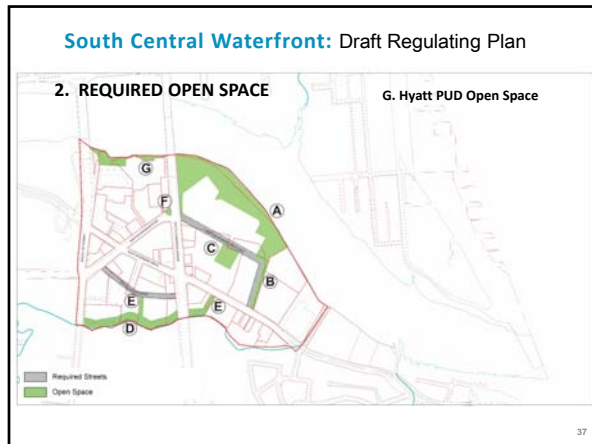 South Central Waterfront: Draft Regulating Plan
2. REQUIRED OPEN SPACE
G. Hyatt PUD Open Space
G
F
A
C
B
E
E
D
Required Streets
Open Space
37